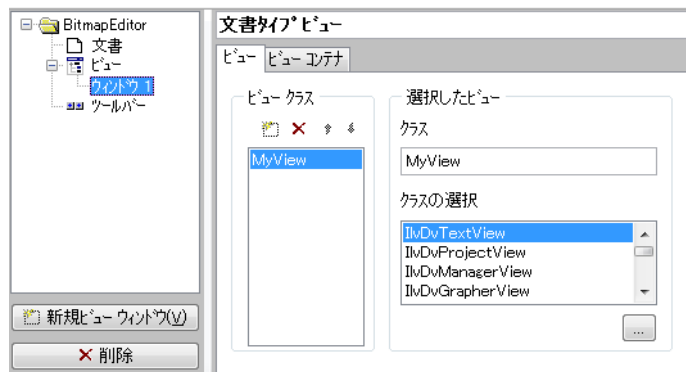 BitmapEditor
文書
ビュー
ウィンドウ 1
ツールバー
新規ビュー ウィンドウ(V)
削除
文書タイプ ビュー
ビュー
ビュー コンテナ
ビュー クラス
MyView
選択したビュー
クラス
MyView
クラスの選択
IlvDvTextView
IlvDvProjectView
IlvDvManagerView
IlvDvGrapherView
...